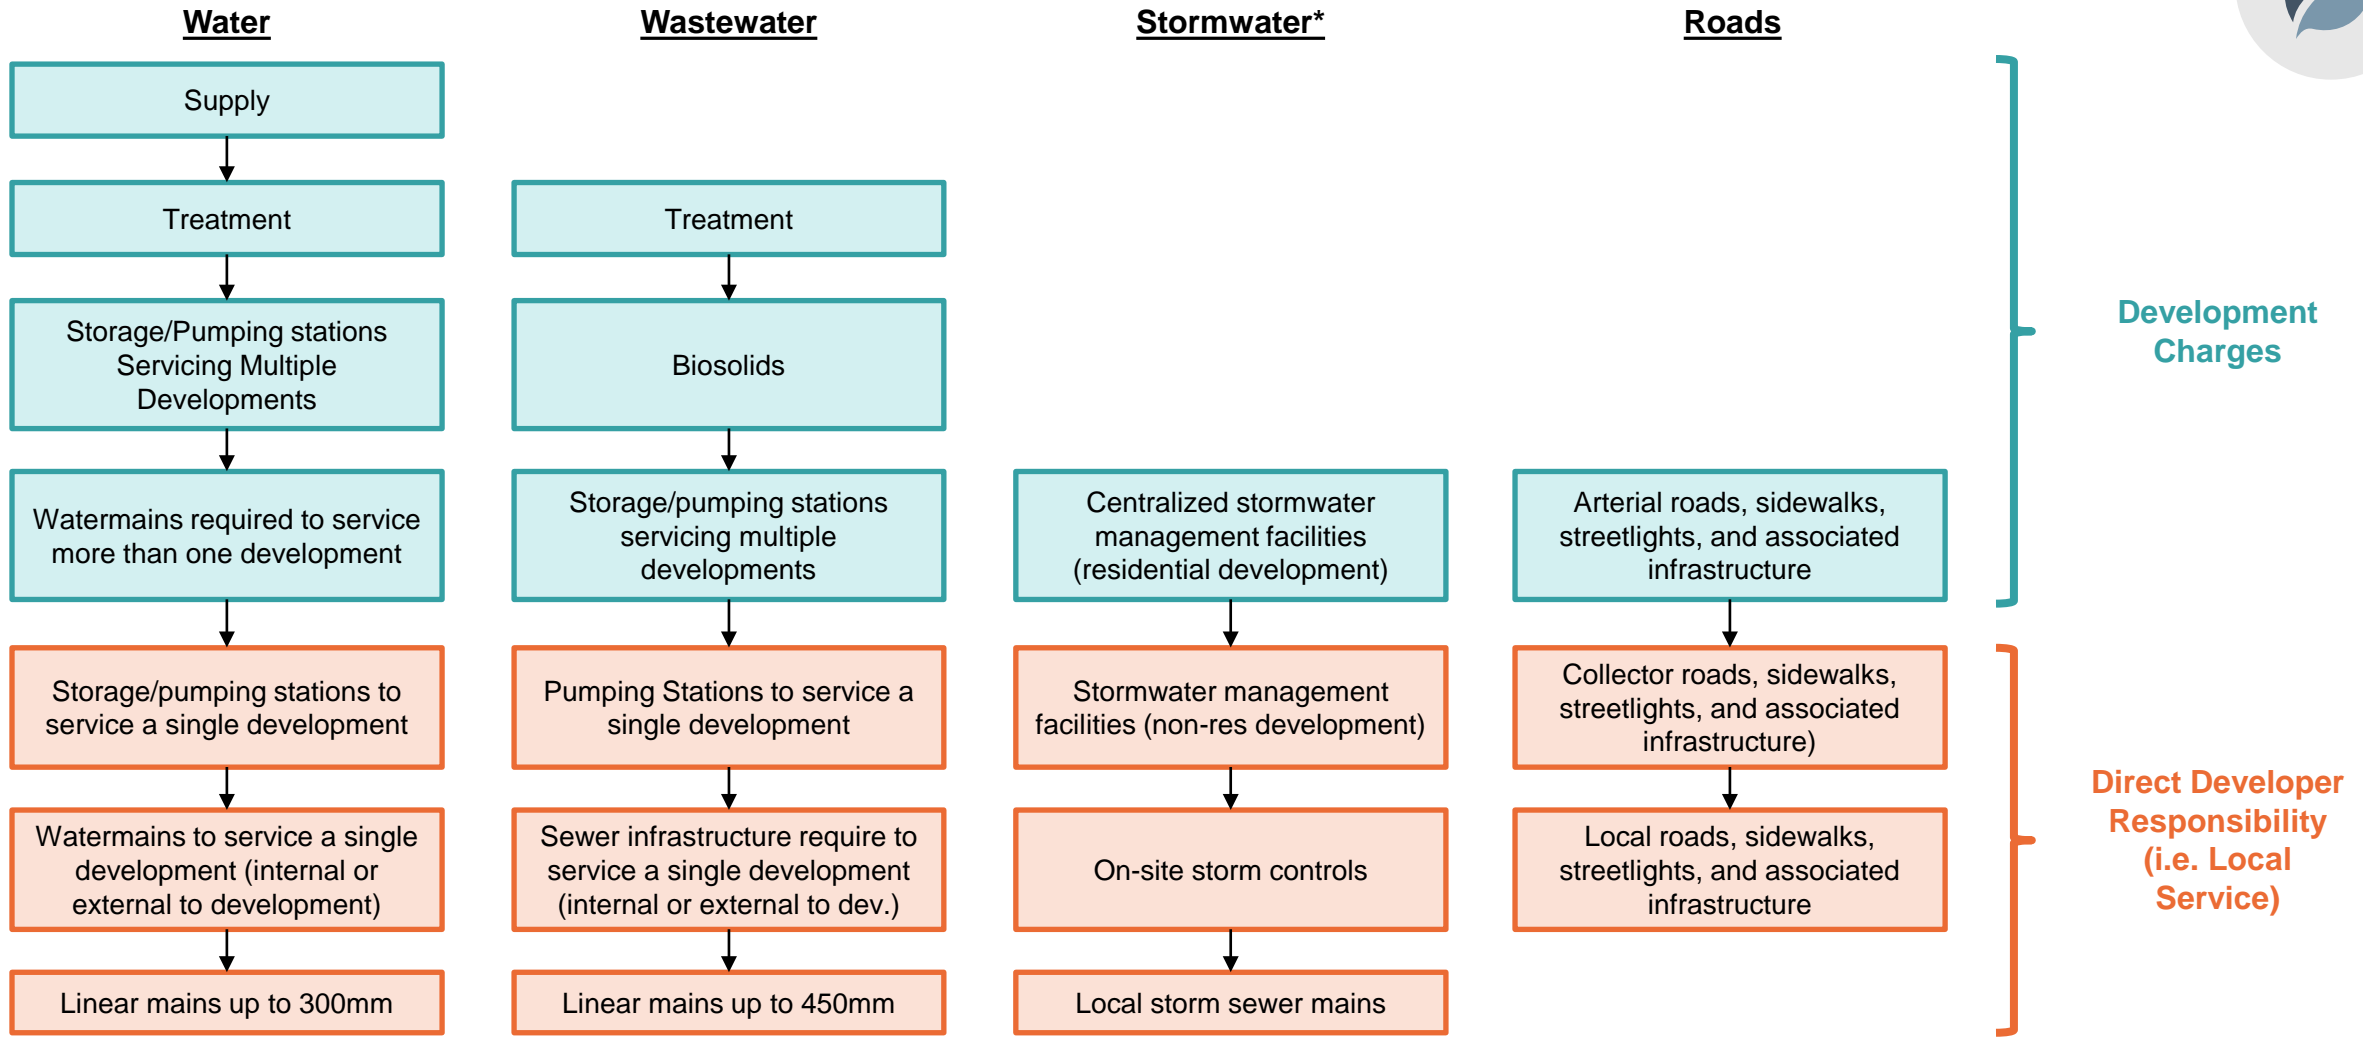 Water
Wastewater
Stormwater*
Roads
Supply
Treatment
Treatment
Storage/Pumping stations
Servicing Multiple
Developments
Biosolids
Watermains required to service
more than one development
Storage/pumping stations
servicing multiple
developments
Centralized stormwater
management facilities
(residential development)
Arterial roads, sidewalks,
streetlights, and associated
infrastructure
Development
Charges
Storage/pumping stations to
service a single development
Pumping Stations to service a
single development
Stormwater management
facilities (non-res development)
Collector roads, sidewalks,
streetlights, and associated
infrastructure)
Watermains to service a single
development (internal or
external to development)
Sewer infrastructure require to
service a single development
(internal or external to dev.)
On-site storm controls
Local roads, sidewalks,
streetlights, and associated
infrastructure
Linear mains up to 300mm
Linear mains up to 450mm
Local storm sewer mains
Direct Developer
Responsibility
(i.e. Local
Service)